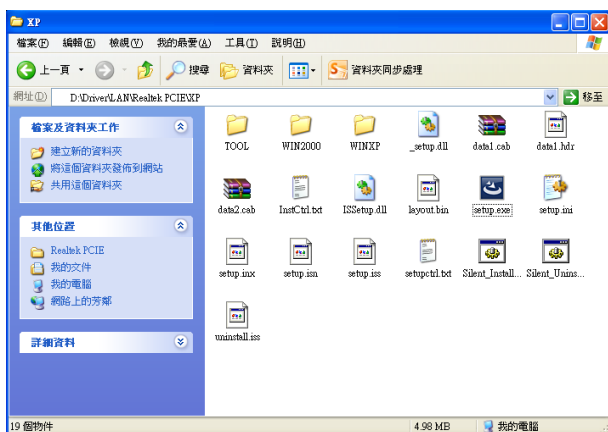 XP
檔案(F) 編輯(E) 檢視(V) 我的最愛(A) 工具(T) 說明(H)
上一頁 搜尋 資料夾 資料夾同步處理
網址(D) D:\Driver\LAN\Realtek PCIE\XP 移至
檔案及資料夾工作
建立新的資料夾
將這個資料夾發佈到網站
共用這個資料夾
其他位置
Realtek PCIE
我的文件
我的電腦
網路上的芳鄰
詳細資料
TOOL WIN2000 WINXP _setup.dll data1.cab data1.hdr
data2.cab InstCtrl.txt ISSetup.dll layout.bin setup.exe setup.ini
setup.inx setup.isn setup.iss setupctrl.txt Silent_Install... Silent_Unins...
uninstall.iss
19 個物件 4.98 MB 我的電腦